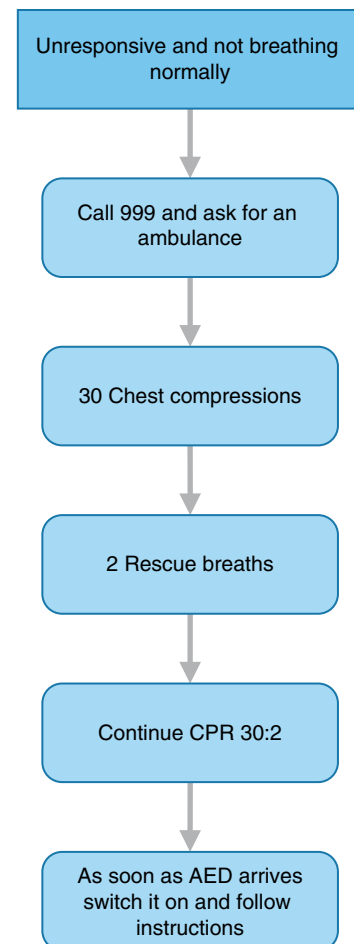 Unresponsive and not breathing
normally
Call 999 and ask for an
ambulance
30 Chest compressions
2 Rescue breaths
Continue CPR 30:2
As soon as AED arrives
switch it on and follow
instructions